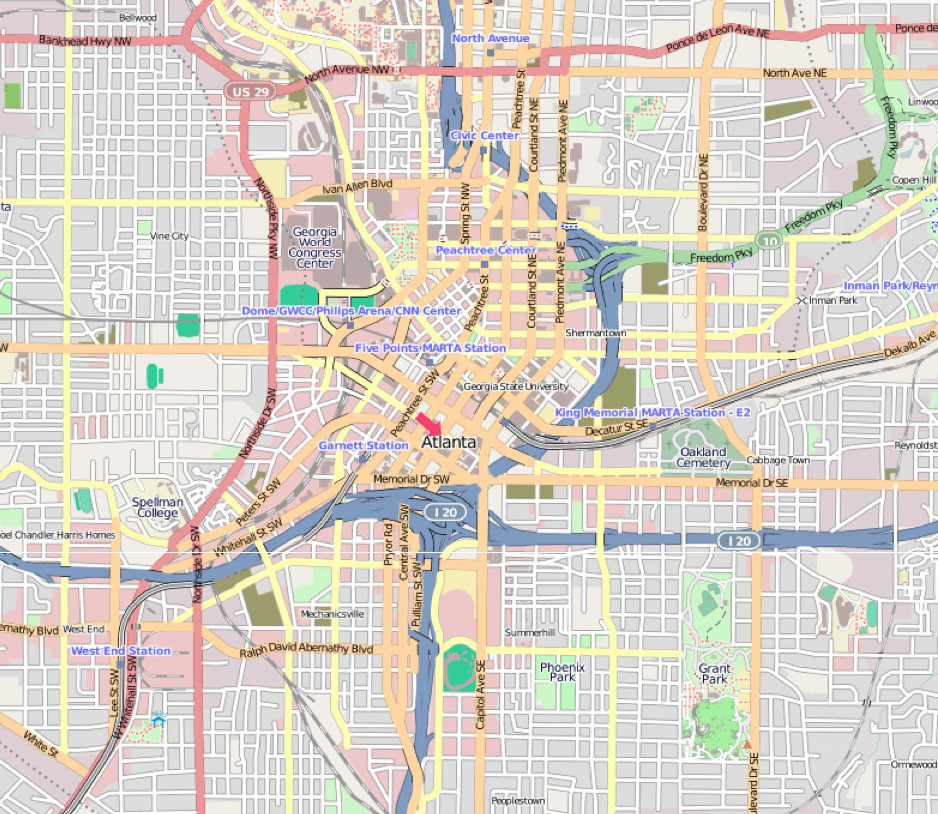 Bellwood
North Avenue
Bankhead Hwy NW
Ponce de Leon Ave NE
Ponce de
North Avenue NW
North Ave NE
US 29
Peachtree St
Courtland St NE
Piedmont Ave NE
Freedom Pky
Linwoo
Civic Center
Ivan Allen Blvd
Northside Pky NW
Spring St NW
Boulevard Dr NE
Copen Hill
ta
Vine City
Georgia
World
Congress
Center
Freedom Pky
10
Freedom Pky
Peachtree Center
Peachtree St
Courtland St NE
Piedmont Ave NE
Inman Park/Reyn
Inman Park
Dome/GWCC/Philips Arena/CNN Center
Shermantown
W
Five Points MARTA Station
Dekalb Ave
Georgia State University
Peachtree St SW
Northside Dr SW
King Memorial MARTA Station - E2
Decatur St SE
Atlanta
Garnett Station
Oakland
Cemetery
Cabbage Town
Reynoldst
Memorial Dr SW
Memorial Dr SE
Spellman
College
Peters St SW
I 20
Whitehall St SW
oel Chandler Harris Homes
I 20
Pryor Rd
Central Ave SW
Northside Dr SW
Pulliam St SW
Mechanicsville
ernathy Blvd
West End
Summerhill
West End Station
Ralph David Abernathy Blvd
Phoenix
Park
Grant
Park
Lee St SW
Whitehall St SW
Capitol Ave SE
White St
Ormewood
levard Dr SE
Peoplestown